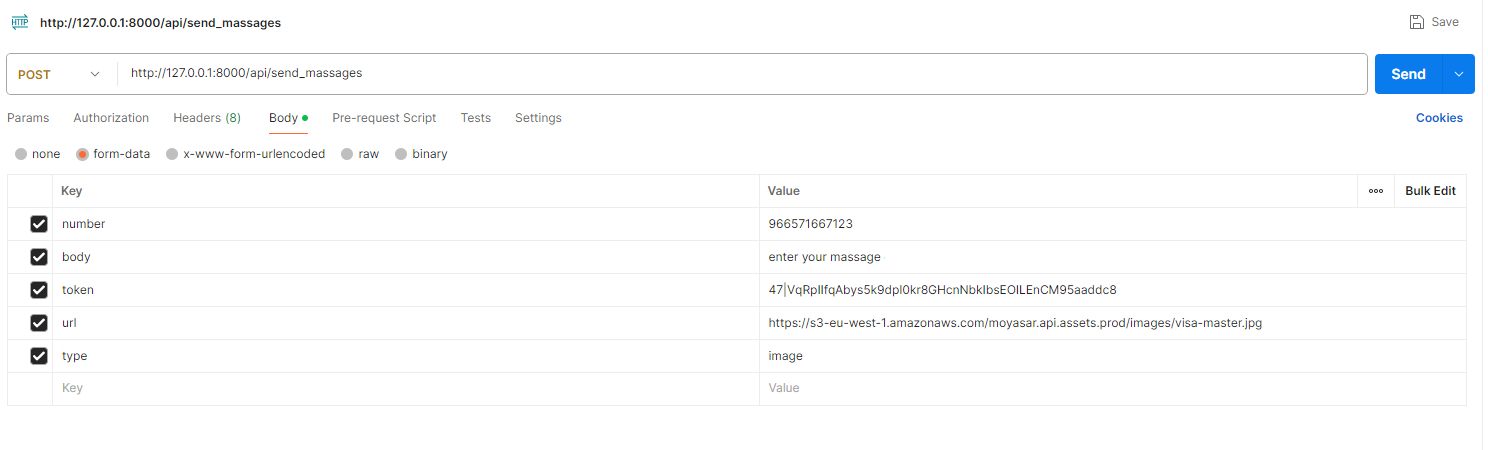 HTTP http://127.0.0.1:8000/api/send_massages Save
POST http://127.0.0.1:8000/api/send_massages Send
Params Authorization Headers (8) Body Pre-request Script Tests Settings Cookies
none form-data x-www-form-urlencoded raw binary
Key Value Bulk Edit
number 966571667123
body enter your massage
token 47|VqRpIlfqAbys5k9dpl0kr8GHcnNbkIbsEOlLEnCM95aaddc8
url https://s3-eu-west-1.amazonaws.com/moyasar.api.assets.prod/images/visa-master.jpg
type image
Key Value